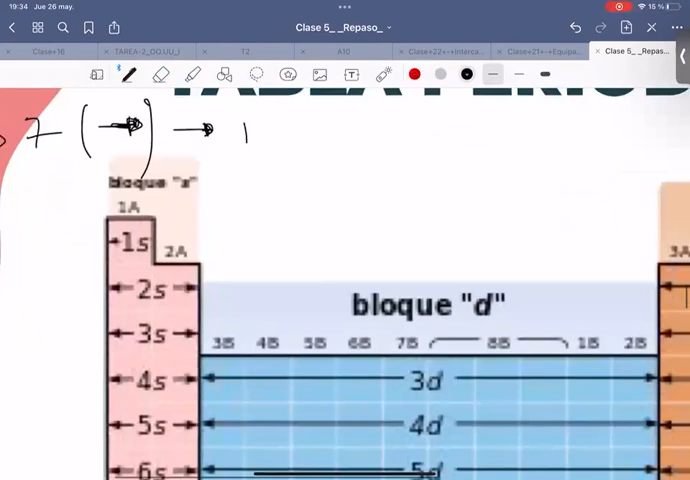 19:34 Jue 26 may. 15 %
Clase 5_ _Repaso_
Clase+16 TAREA-2_OO.UU_I T2 A10 Clase+22+-+Interca... Clase+21+-+Equipa... Clase 5_ _Repas...
TABLA PERIÓD
7 (→) → 1
bloque "s"
1A
1s
2A 3A
2s
bloque "d"
3s
3B 4B 5B 6B 7B 8B 1B 2B
4s 3d
5s 4d
6s 5d